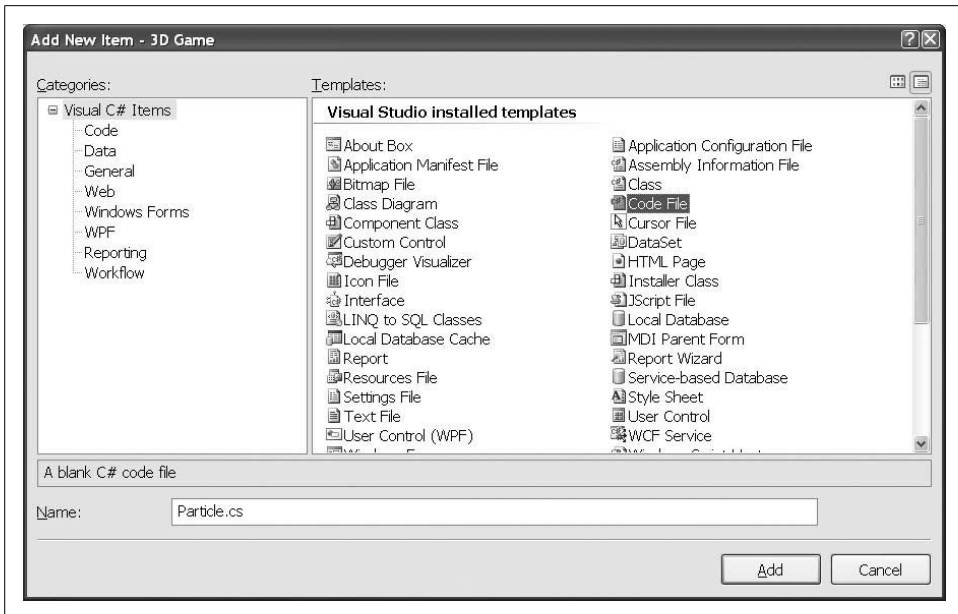 Add New Item - 3D Game
Categories:
Templates:
Visual C# Items
Code
Data
General
Web
Windows Forms
WPF
Reporting
Workflow
Visual Studio installed templates
About Box
Application Manifest File
Bitmap File
Class Diagram
Component Class
Custom Control
Debugger Visualizer
Icon File
Interface
LINQ to SQL Classes
Local Database Cache
Report
Resources File
Settings File
Text File
User Control (WPF)
Application Configuration File
Assembly Information File
Class
Code File
Cursor File
DataSet
HTML Page
Installer Class
JScript File
Local Database
MDI Parent Form
Report Wizard
Service-based Database
Style Sheet
User Control
WCF Service
A blank C# code file
Name:
Particle.cs
Add
Cancel